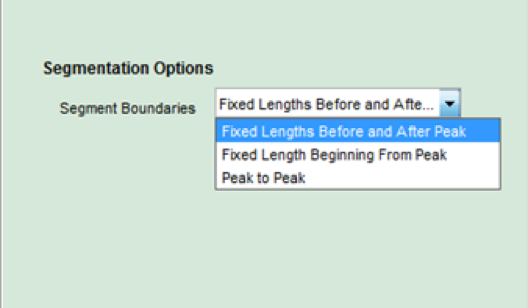 Segmentation Options
Segment Boundaries
Fixed Lengths Before and Afte...
Fixed Lengths Before and After Peak
Fixed Length Beginning From Peak
Peak to Peak